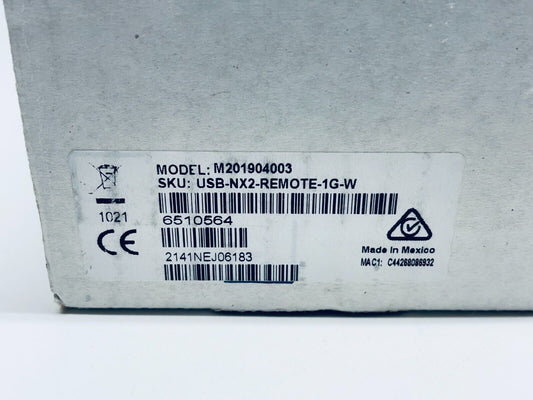 MODEL: M201904003
SKU: USB-NX2-REMOTE-1G-W
1021
6510564
CE
2141NEJ06183
Made in Mexico
MAC1: C44268086932